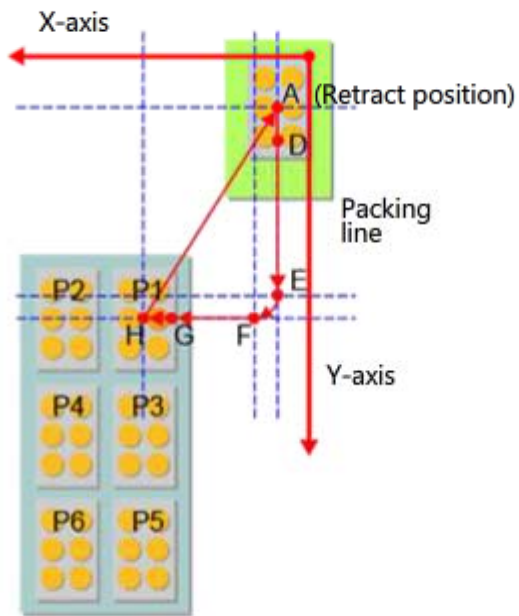 X-axis
A (Retract position)
D
Packing
line
E
P2 P1
H G F
Y-axis
P4 P3
P6 P5